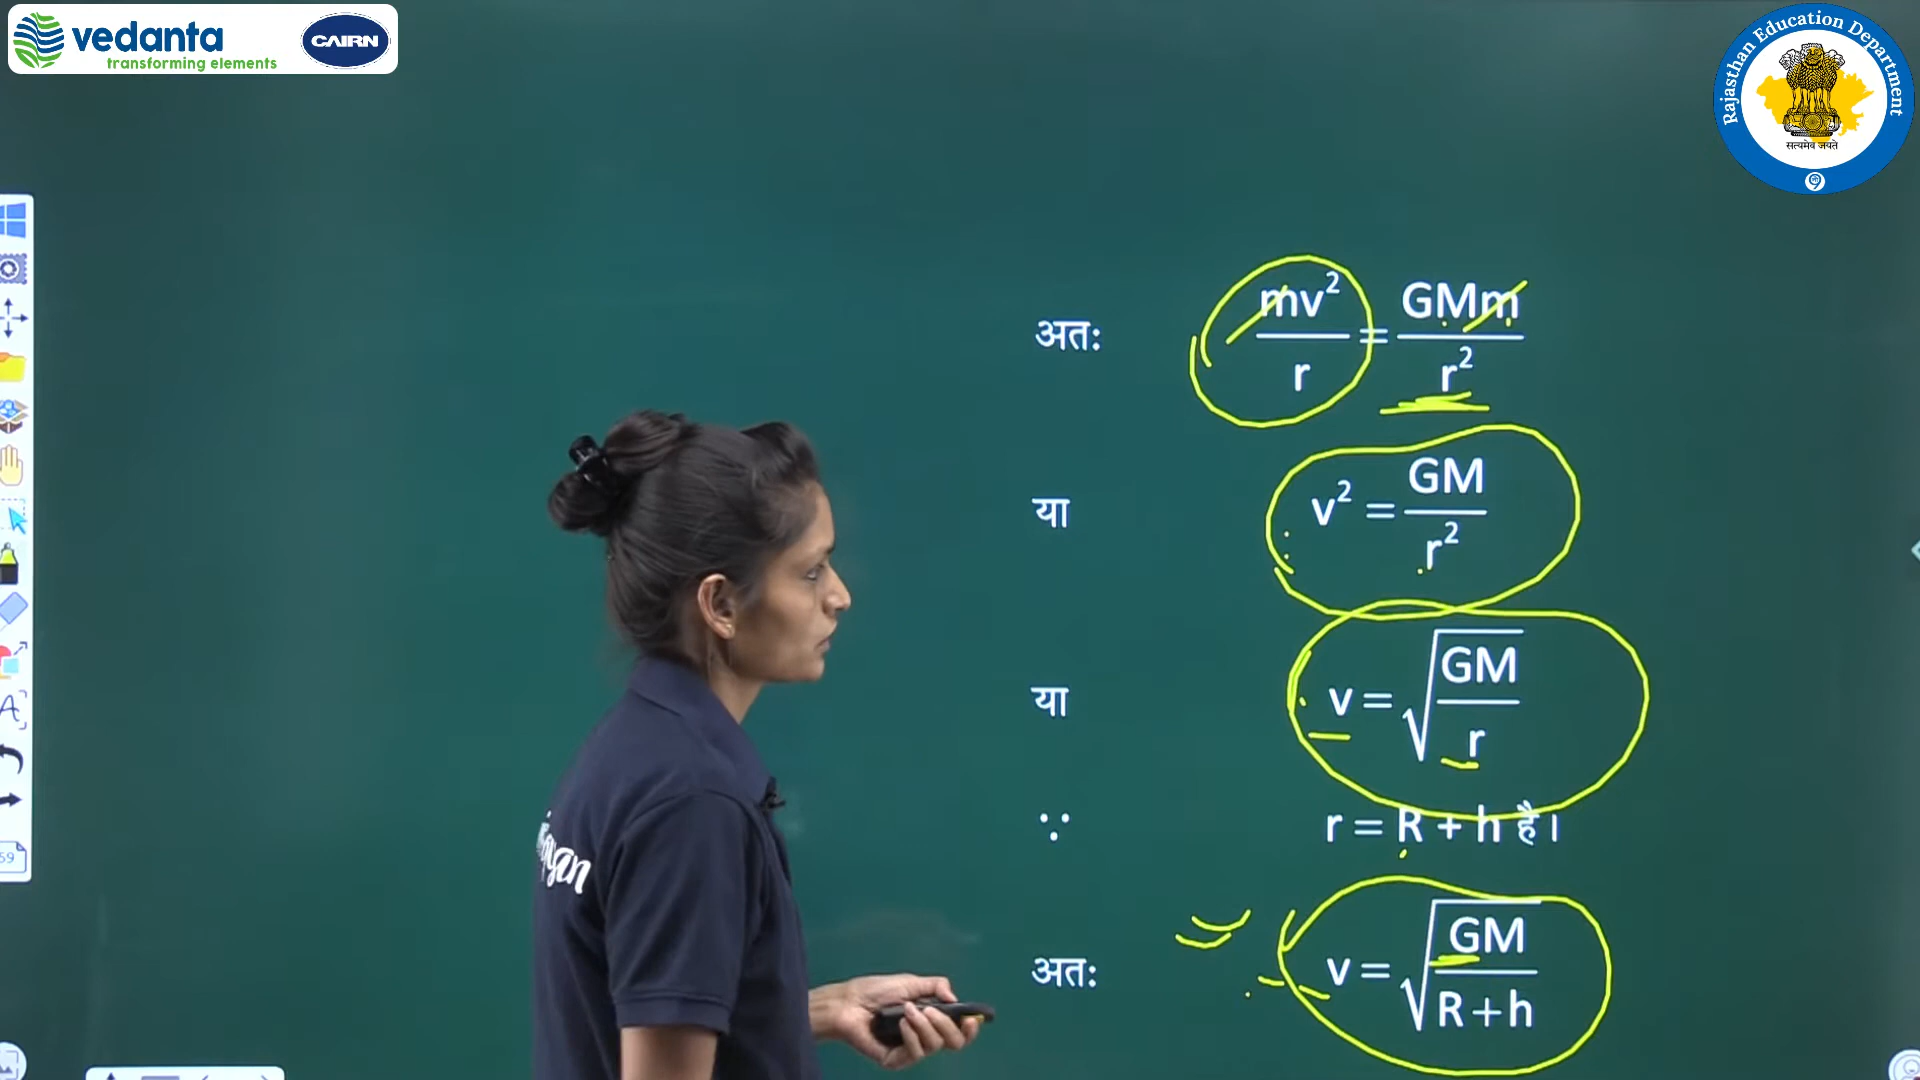 vedanta
transforming elements
CAIRN
Rajasthan Education Department
सत्यमेव जयते
अतः mv²/r = GMm/r²
या v² = GM/r²
या v = √(GM/r)
∵ r = R + h है।
अतः v = √(GM/(R+h))
59